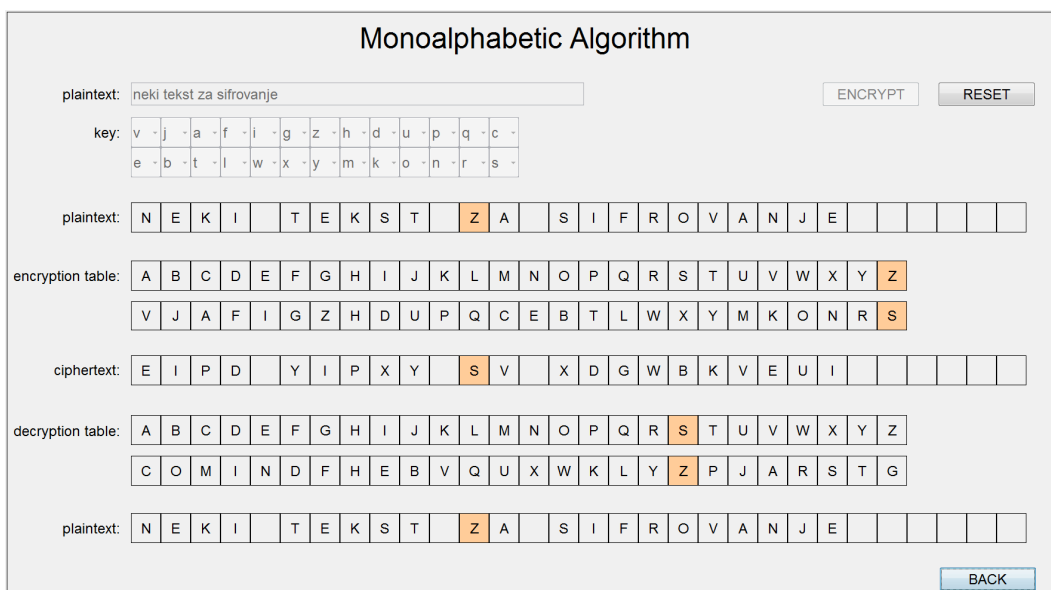 Monoalphabetic Algorithm
plaintext: neki tekst za sifrovanje ENCRYPT RESET
key: v j a f i g z h d u p q c
e b t l w x y m k o n r s
plaintext: N E K I T E K S T Z A S I F R O V A N J E
encryption table: A B C D E F G H I J K L M N O P Q R S T U V W X Y Z
V J A F I G Z H D U P Q C E B T L W X Y M K O N R S
ciphertext: E I P D Y I P X Y S V X D G W B K V E U I
decryption table: A B C D E F G H I J K L M N O P Q R S T U V W X Y Z
C O M I N D F H E B V Q U X W K L Y Z P J A R S T G
plaintext: N E K I T E K S T Z A S I F R O V A N J E
BACK